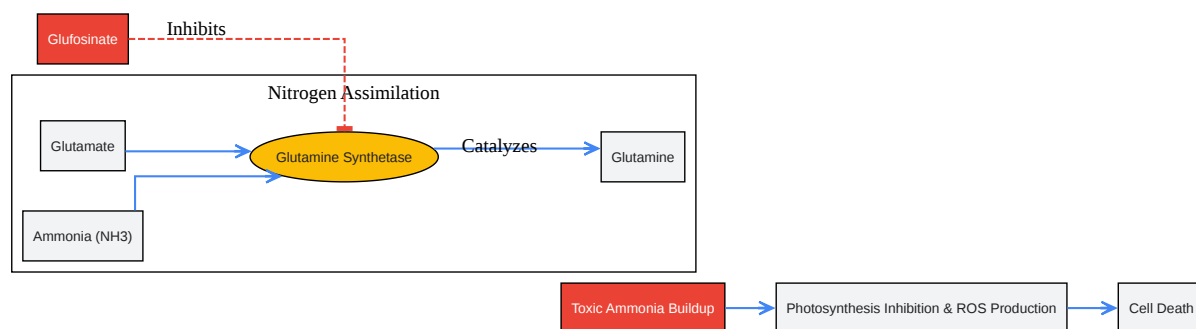 Glufosinate
Inhibits
Nitrogen Assimilation
Glutamate
Glutamine Synthetase
Catalyzes
Glutamine
Ammonia (NH3)
Toxic Ammonia Buildup
Photosynthesis Inhibition & ROS Production
Cell Death